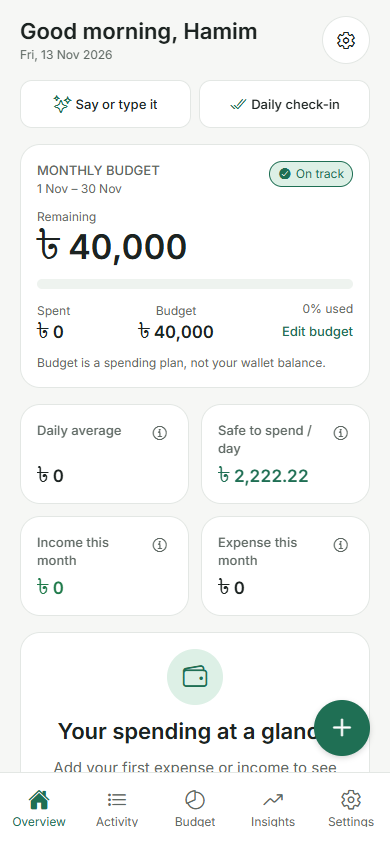 Good morning, Hamim
Fri, 13 Nov 2026
Say or type it
Daily check-in
MONTHLY BUDGET
On track
1 Nov – 30 Nov
Remaining
৳ 40,000
Spent
Budget
0% used
৳ 0
৳ 40,000
Edit budget
Budget is a spending plan, not your wallet balance.
Daily average
৳ 0
Safe to spend /
day
৳ 2,222.22
Income this
month
৳ 0
Expense this
month
৳ 0
Your spending at a glanc
Add your first expense or income to see
Overview
Activity
Budget
Insights
Settings